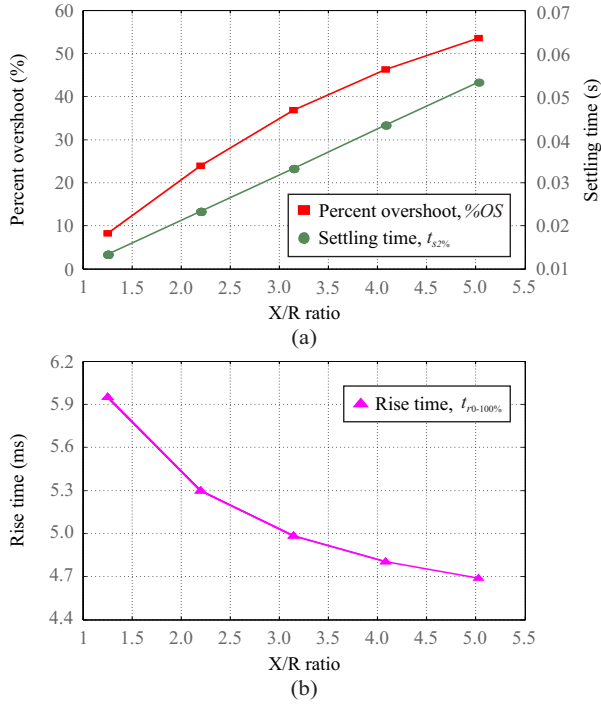 60 0.07
50 0.06
40 0.05
30 0.04
20 0.03
10 0.02
0 0.01
Percent overshoot (%)
Settling time (s)
Percent overshoot, %OS
Settling time, ts2%
1 1.5 2.0 2.5 3.0 3.5 4.0 4.5 5.0 5.5
X/R ratio
(a)
6.2
5.9
5.6
5.3
5.0
4.7
4.4
Rise time (ms)
Rise time, tr0-100%
1 1.5 2.0 2.5 3.0 3.5 4.0 4.5 5.0 5.5
X/R ratio
(b)